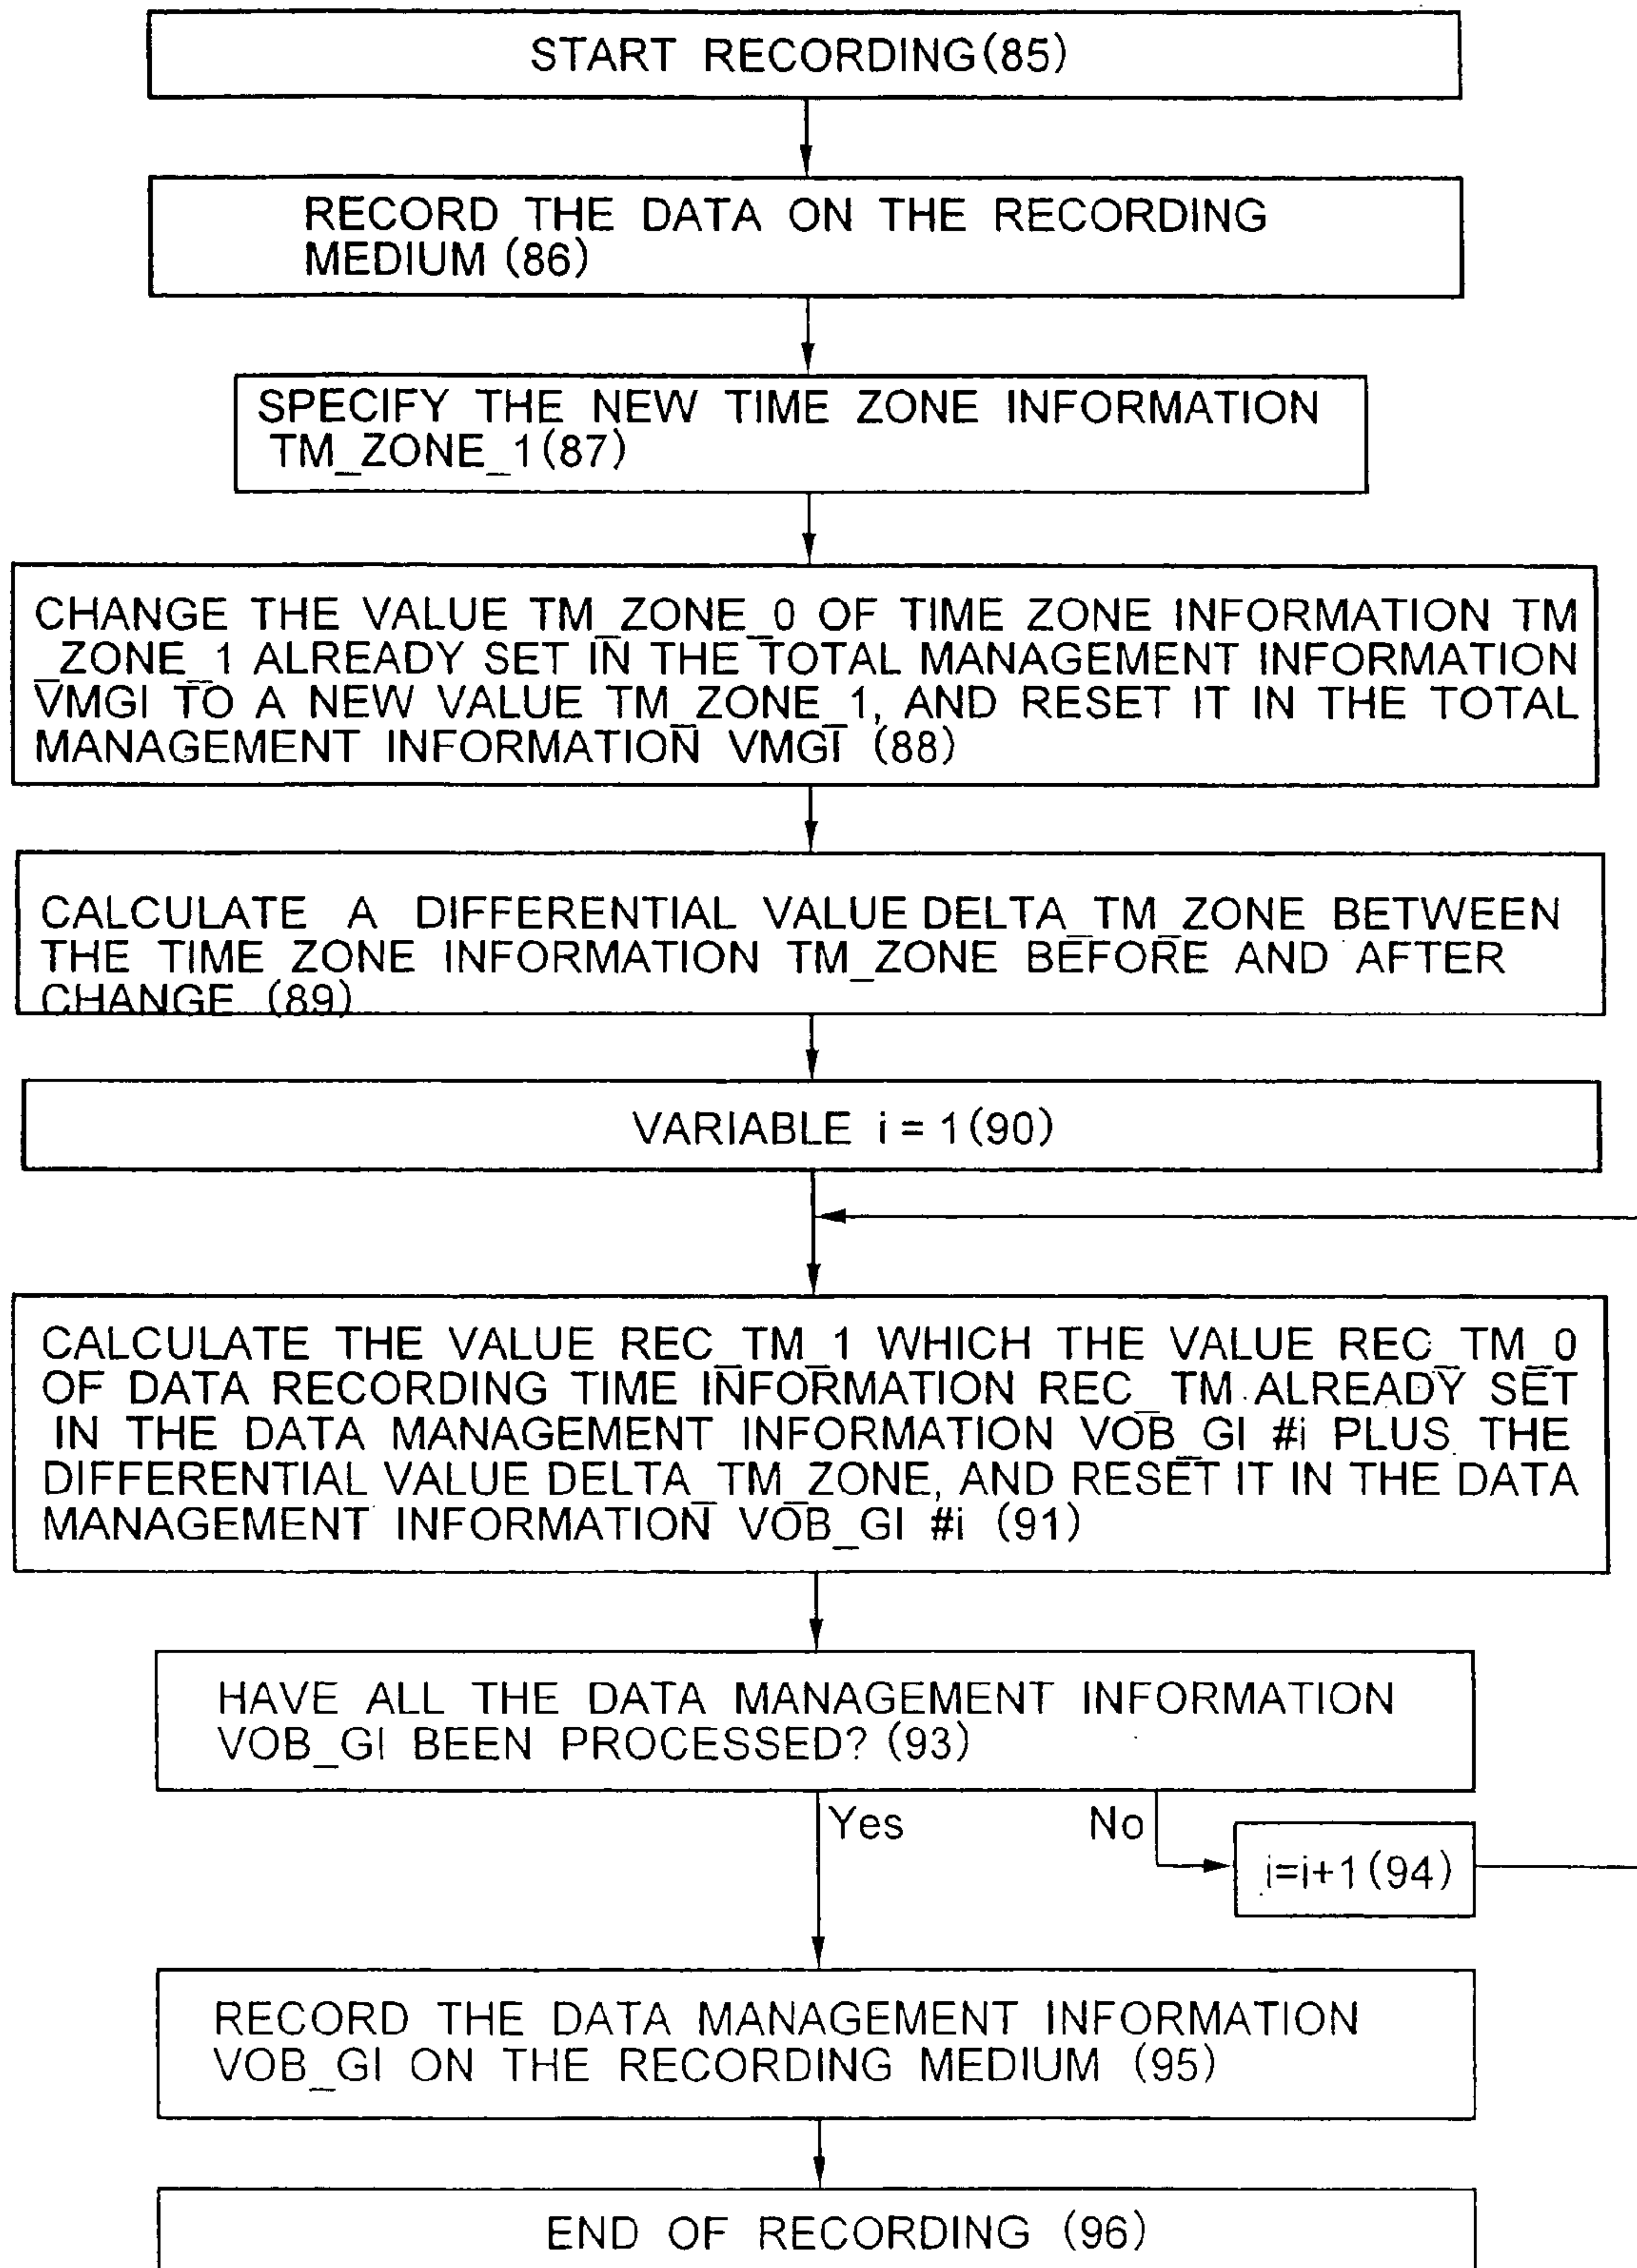 START RECORDING(85)
RECORD THE DATA ON THE RECORDING
MEDIUM (86)
SPECIFY THE NEW TIME ZONE INFORMATION
TM_ZONE_1(87)
CHANGE THE VALUE TM_ZONE_0 OF TIME ZONE INFORMATION TM
_ZONE_1 ALREADY SET IN THE TOTAL MANAGEMENT INFORMATION
VMGI TO A NEW VALUE TM_ZONE_1, AND RESET IT IN THE TOTAL
MANAGEMENT INFORMATION VMGI (88)
CALCULATE A DIFFERENTIAL VALUE DELTA_TM_ZONE BETWEEN
THE TIME ZONE INFORMATION TM_ZONE BEFORE AND AFTER
CHANGE (89)
VARIABLE i = 1(90)
CALCULATE THE VALUE REC_TM_1 WHICH THE VALUE REC_TM_0
OF DATA RECORDING TIME INFORMATION REC_TM ALREADY SET
IN THE DATA MANAGEMENT INFORMATION VOB_GI #i PLUS THE
DIFFERENTIAL VALUE DELTA_TM_ZONE, AND RESET IT IN THE DATA
MANAGEMENT INFORMATION VOB_GI #i (91)
HAVE ALL THE DATA MANAGEMENT INFORMATION
VOB_GI BEEN PROCESSED? (93)
Yes No
i=i+1(94)
RECORD THE DATA MANAGEMENT INFORMATION
VOB_GI ON THE RECORDING MEDIUM (95)
END OF RECORDING (96)